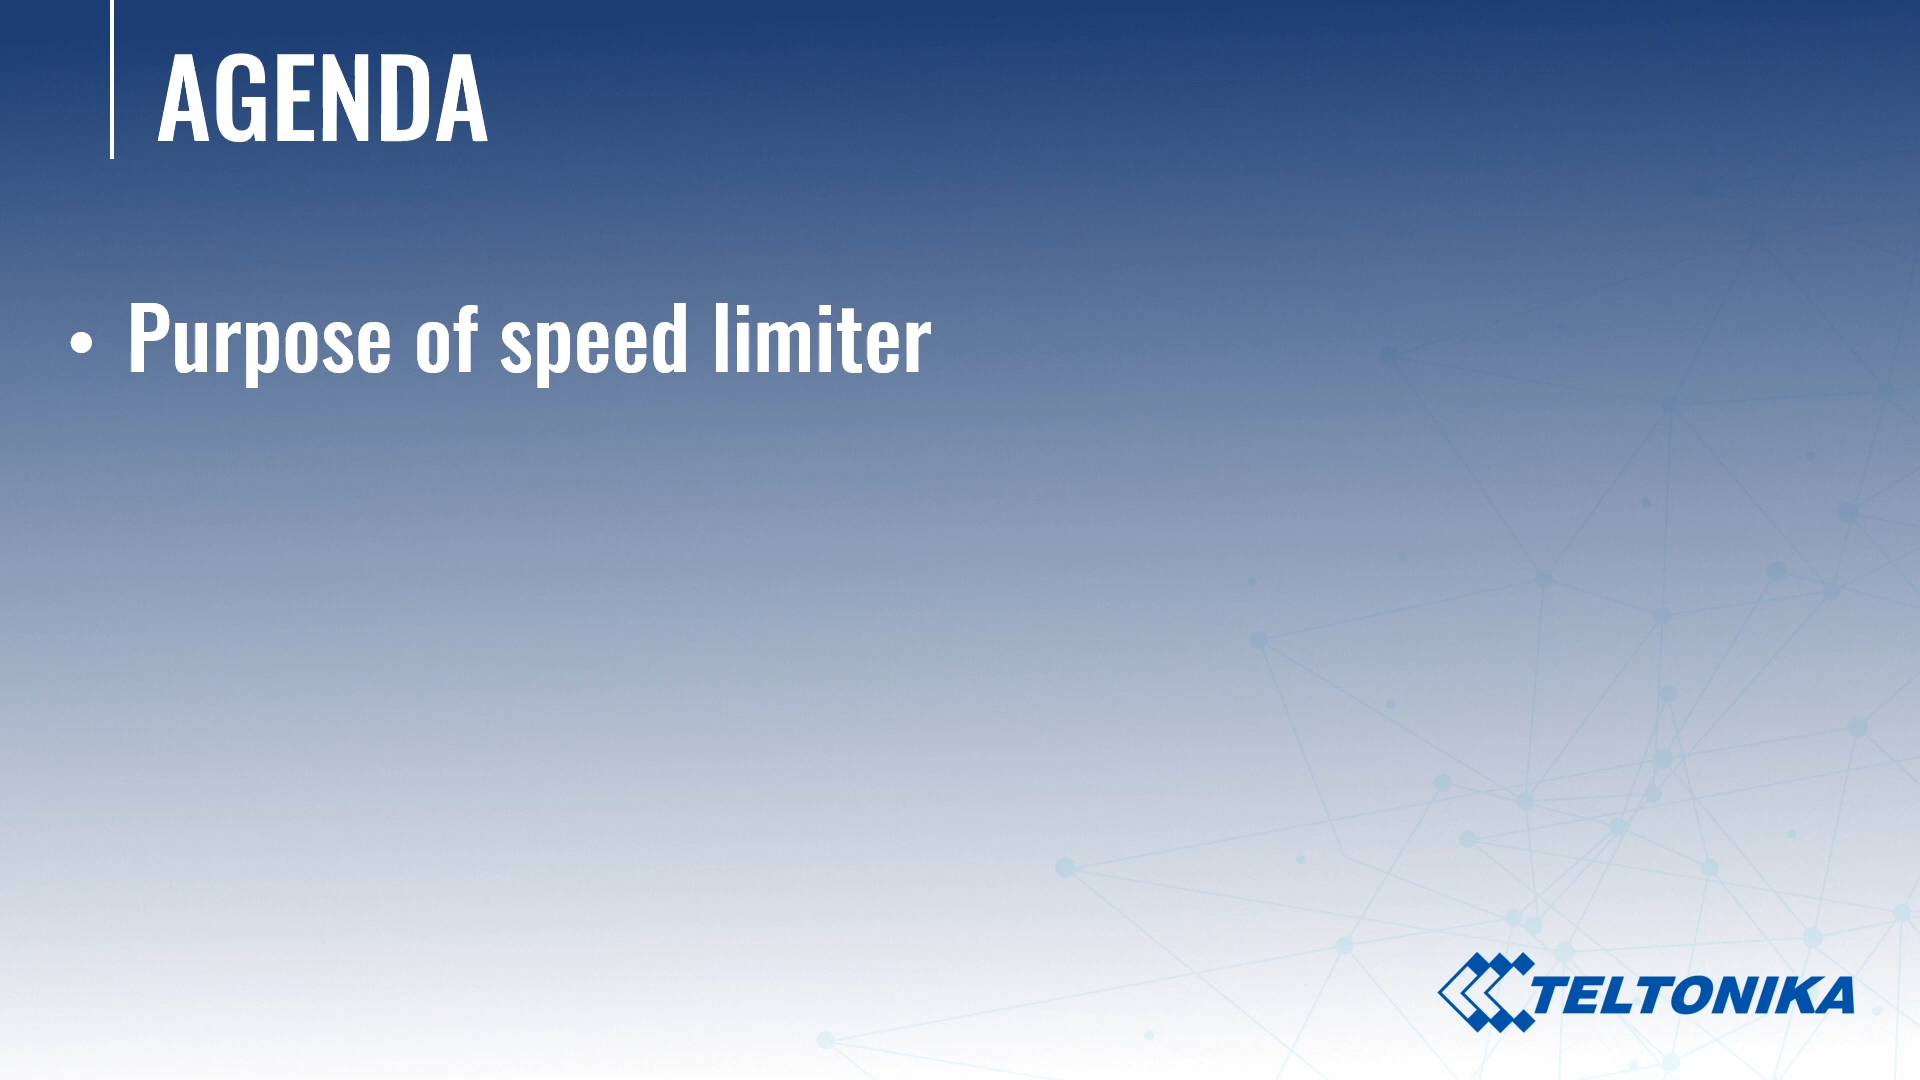 AGENDA
• Purpose of speed limiter
TELTONIKA